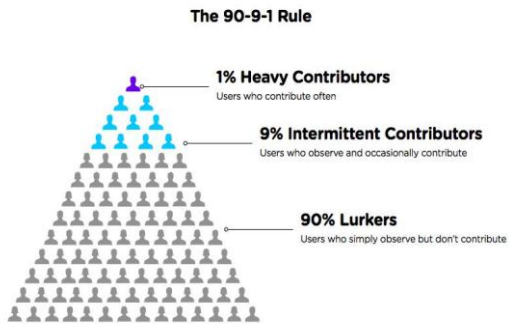 The 90-9-1 Rule
1% Heavy Contributors
Users who contribute often
9% Intermittent Contributors
Users who observe and occasionally contribute
90% Lurkers
Users who simply observe but don't contribute